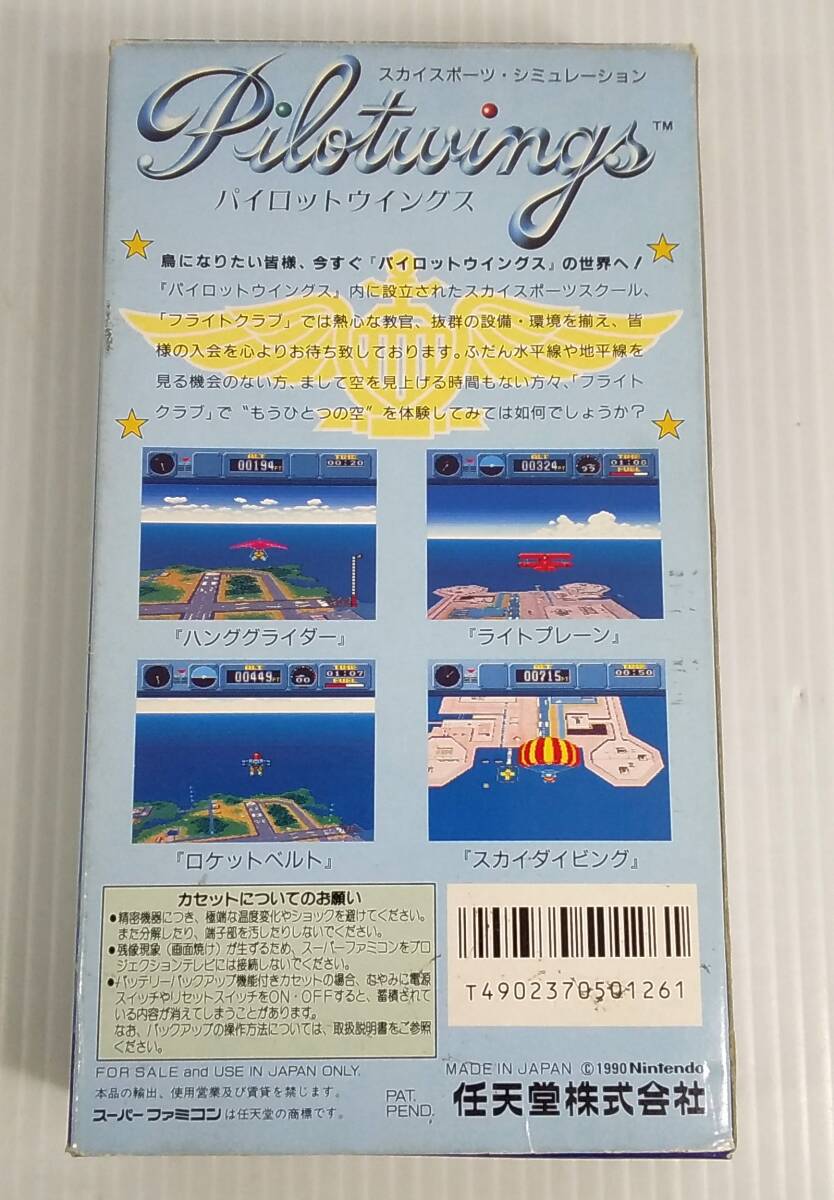 スカイスポーツ・シミュレーション
Pilotwings™
パイロットウイングス
鳥になりたい皆様、今すぐ『パイロットウイングス』の世界へ!
『パイロットウイングス』内に設立されたスカイスポーツスクール、
「フライトクラブ」では熱心な教官、抜群の設備・環境を揃え、皆
様の入会を心よりお待ち致しております。ふだん水平線や地平線を
見る機会のない方、まして空を見上げる時間もない方々、「フライト
クラブ」で“もうひとつの空”を体験してみては如何でしょうか?
ALT TIME
00194FT 00:20
ALT TIME
00324FT 01:08
FUEL
『ハンググライダー』
『ライトプレーン』
ALT TIME
00449FT 00 01:07
FUEL
ALT TIME
00715FT 00:50
『ロケットベルト』
『スカイダイビング』
カセットについてのお願い
●精密機器につき、極端な温度変化やショックを避けてください。
また分解したり、端子部を汚したりしないでください。
●残像現象(画面焼け)が生ずるため、スーパーファミコンをプロ
ジェクションテレビには接続しないでください。
●バッテリーバックアップ機能付きカセットの場合、むやみに電源
スイッチやリセットスイッチをON・OFFすると、蓄積されて
いる内容が消えてしまうことがあります。
なお、バックアップの操作方法については、取扱説明書をご参照
ください。
T4902370501261
FOR SALE and USE IN JAPAN ONLY.
本品の輸出、使用営業及び賃貸を禁じます。
スーパーファミコンは任天堂の商標です。
PAT.
PEND.
MADE IN JAPAN ©1990 Nintendo
任天堂株式会社